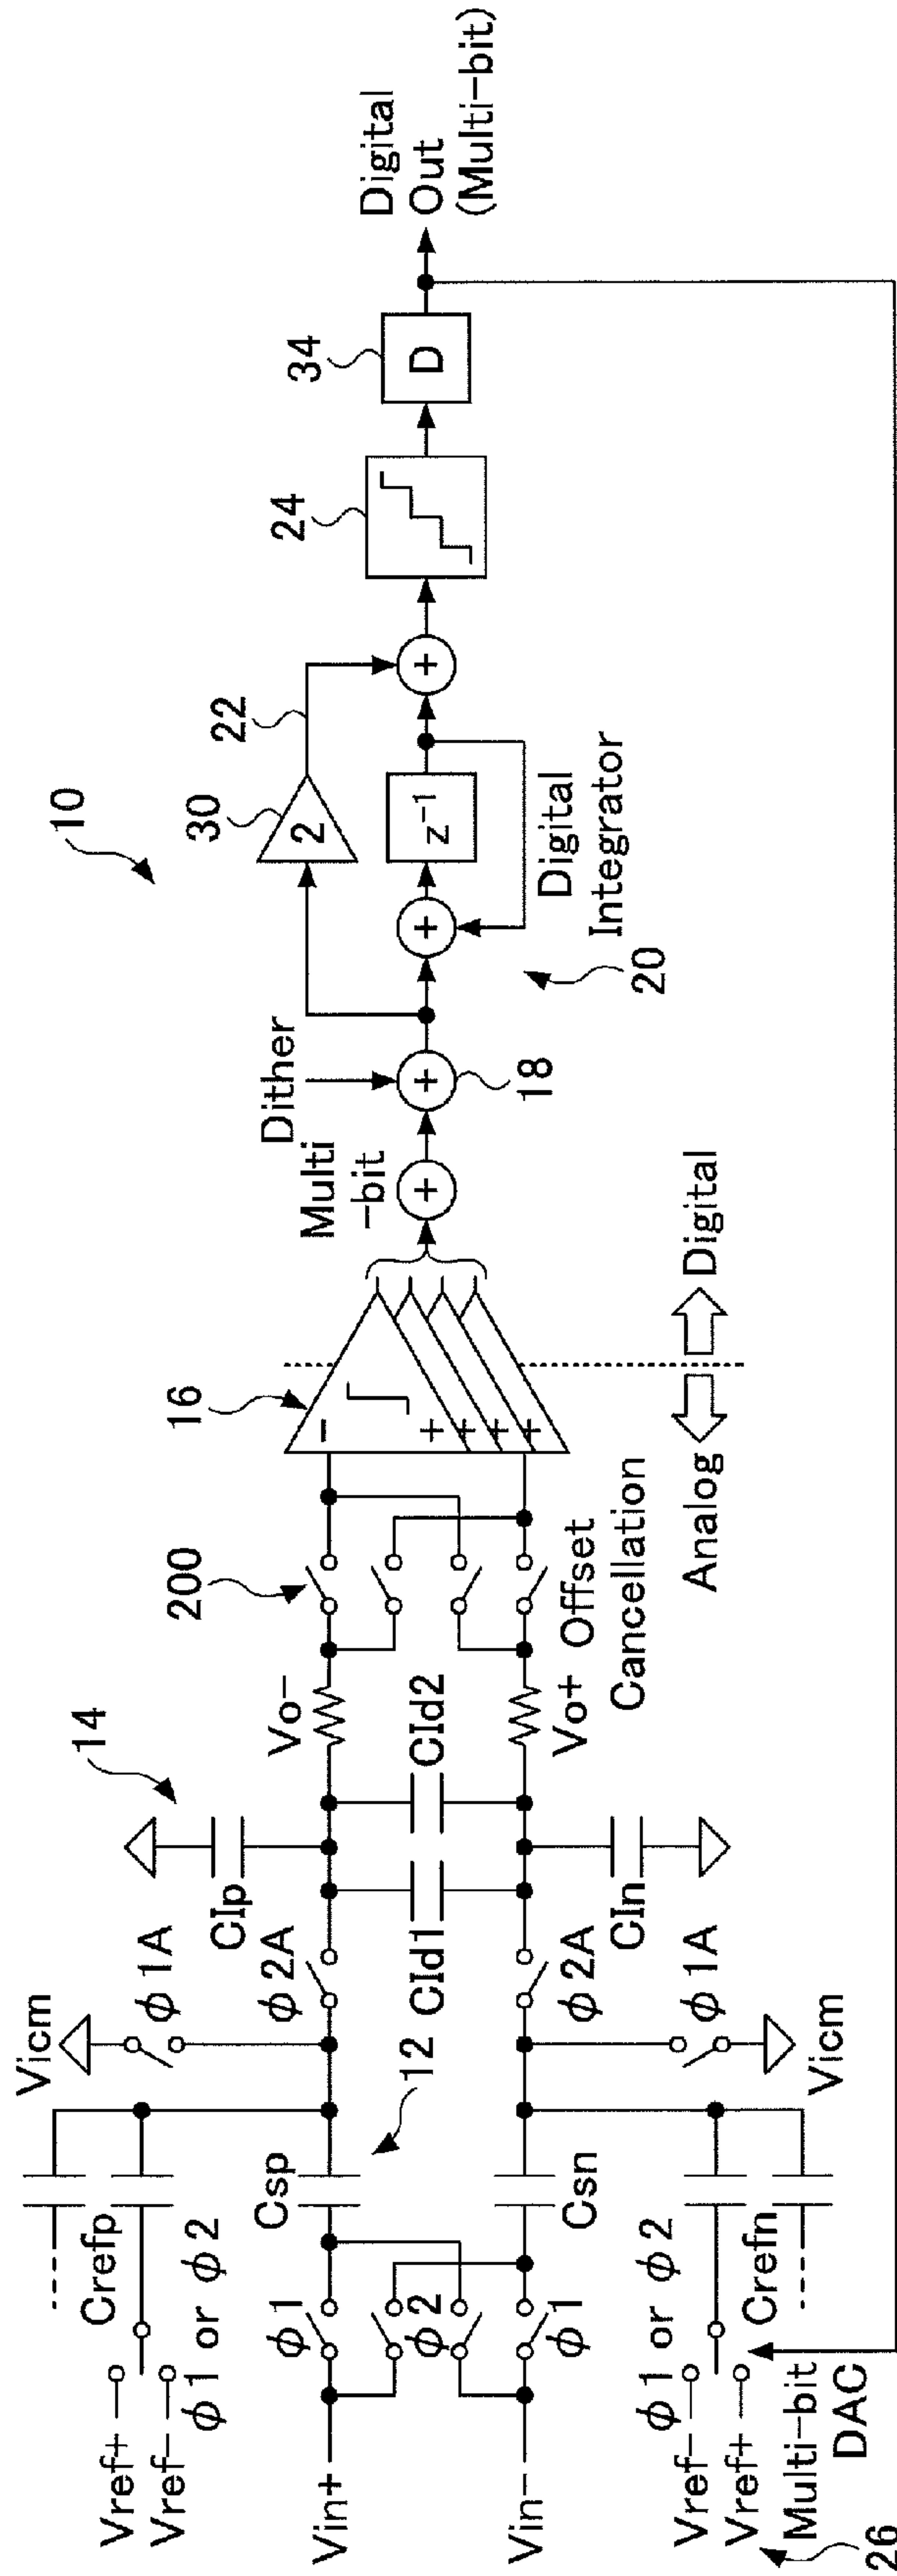 10
Vref+
Vref-
φ1 or φ2
Crefp
Vicm
φ1A
φ2A
CIp
14
Vin+
φ1
φ2
φ1
Csp
Csn
12
CId1
CId2
Vo-
Vo+
200
Offset
Cancellation
16
-
+
+
+
+
Multi
-bit
+
Dither
+
18
30
2
22
+
z-1
+
Digital
Integrator
20
24
34
D
Digital
Out
(Multi-bit)
Vin-
φ2A
φ1A
Vicm
CIn
Analog
Digital
φ1 or φ2
Vref-
Vref+
Crefn
Multi-bit
DAC
26